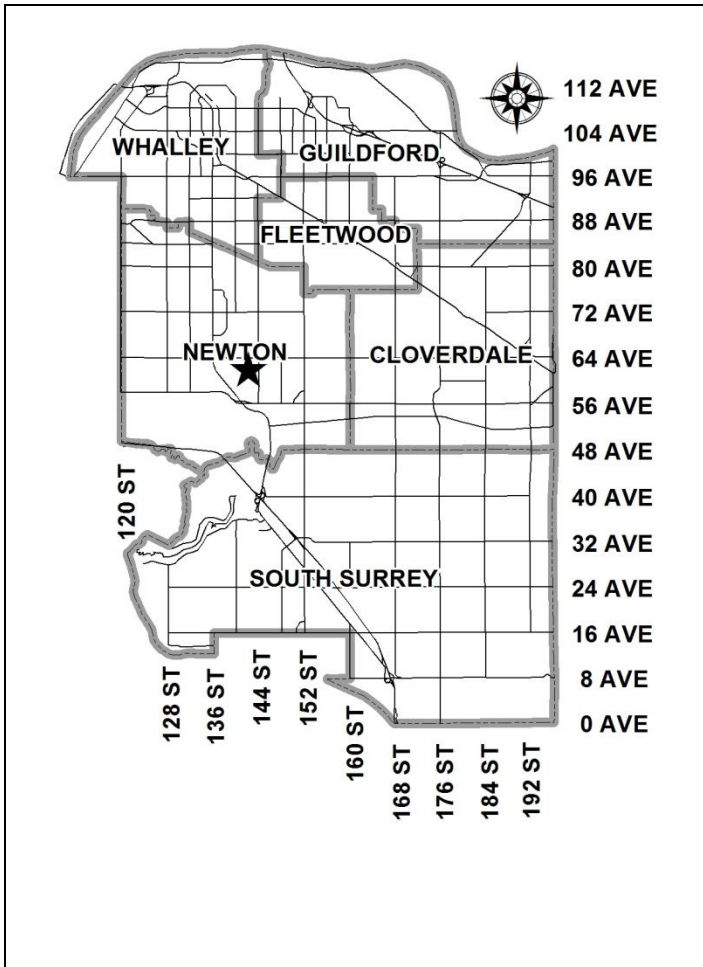 112 AVE
104 AVE
WHALLEY
GUILDFORD
96 AVE
88 AVE
FLEETWOOD
80 AVE
72 AVE
NEWTON
CLOVERDALE
64 AVE
56 AVE
48 AVE
120 ST
40 AVE
32 AVE
SOUTH SURREY
24 AVE
16 AVE
128 ST
136 ST
144 ST
152 ST
160 ST
8 AVE
0 AVE
168 ST
176 ST
184 ST
192 ST